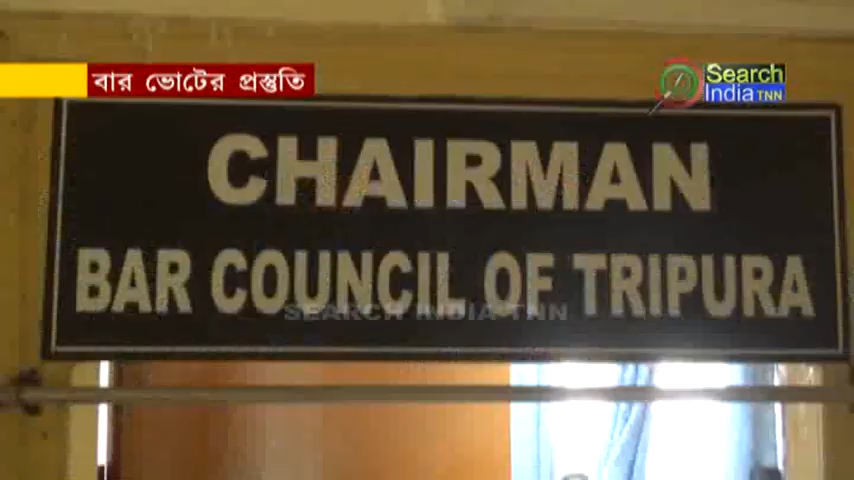 বার ভোটের প্রস্তুতি
Search
India TNN
CHAIRMAN
BAR COUNCIL OF TRIPURA
SEARCH INDIA TNN